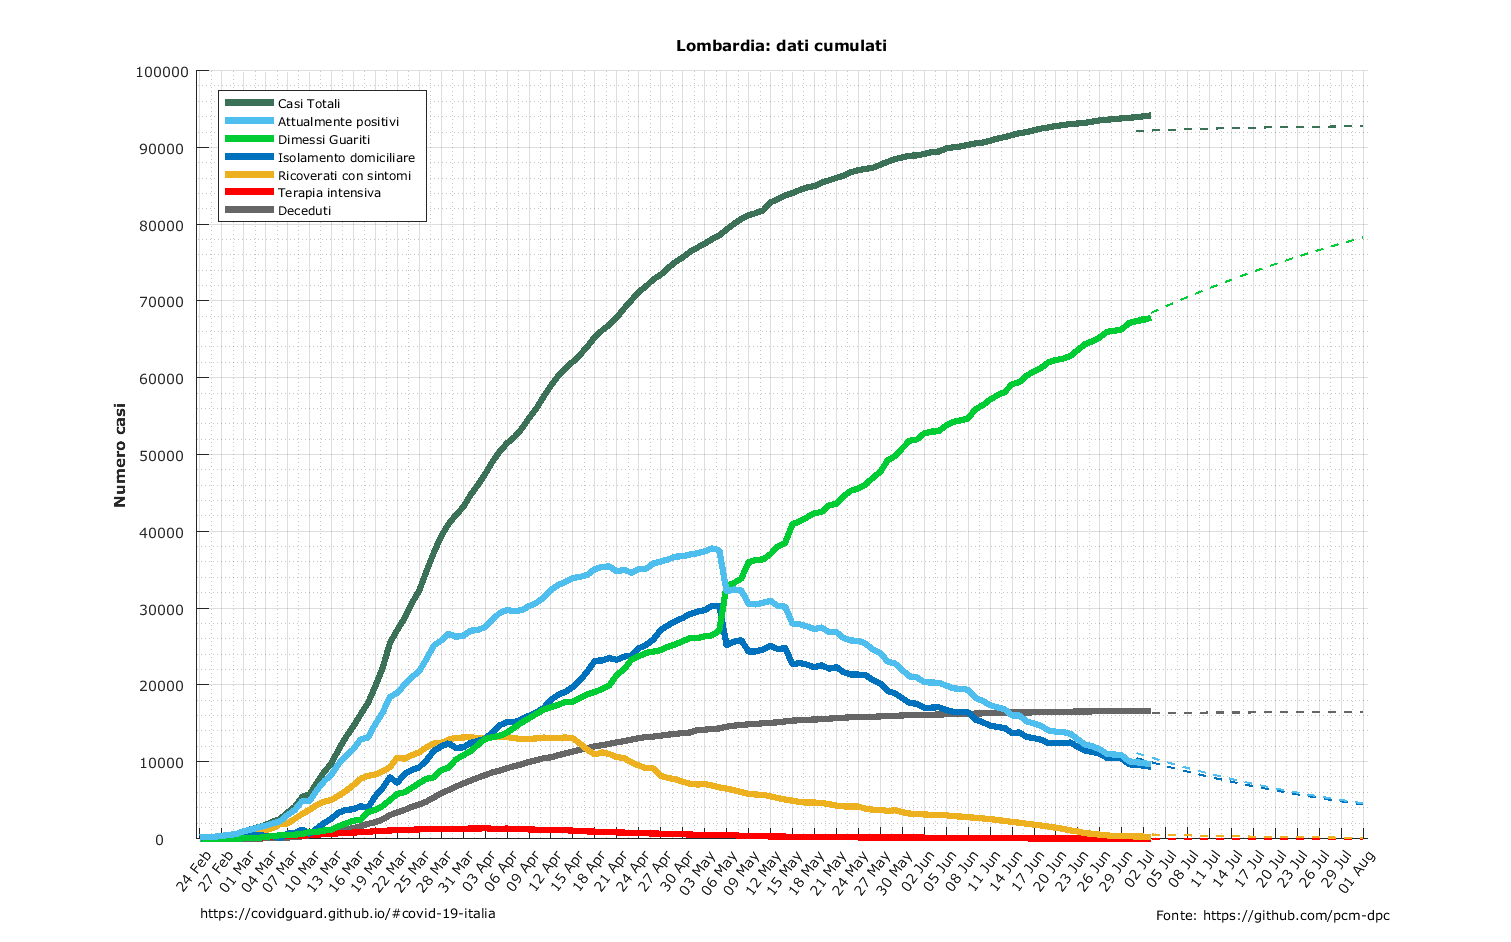 Lombardia: dati cumulati
100000
90000
80000
70000
60000
50000
40000
30000
20000
10000
0
Numero casi
Casi Totali
Attualmente positivi
Dimessi Guariti
Isolamento domiciliare
Ricoverati con sintomi
Terapia intensiva
Deceduti
24 Feb
27 Feb
01 Mar
04 Mar
07 Mar
10 Mar
13 Mar
16 Mar
19 Mar
22 Mar
25 Mar
28 Mar
31 Mar
03 Apr
06 Apr
09 Apr
12 Apr
15 Apr
18 Apr
21 Apr
24 Apr
27 Apr
30 Apr
03 May
06 May
09 May
12 May
15 May
18 May
21 May
24 May
27 May
30 May
02 Jun
05 Jun
08 Jun
11 Jun
14 Jun
17 Jun
20 Jun
23 Jun
26 Jun
29 Jun
02 Jul
05 Jul
08 Jul
11 Jul
14 Jul
17 Jul
20 Jul
23 Jul
26 Jul
29 Jul
01 Aug
https://covidguard.github.io/#covid-19-italia
Fonte: https://github.com/pcm-dpc